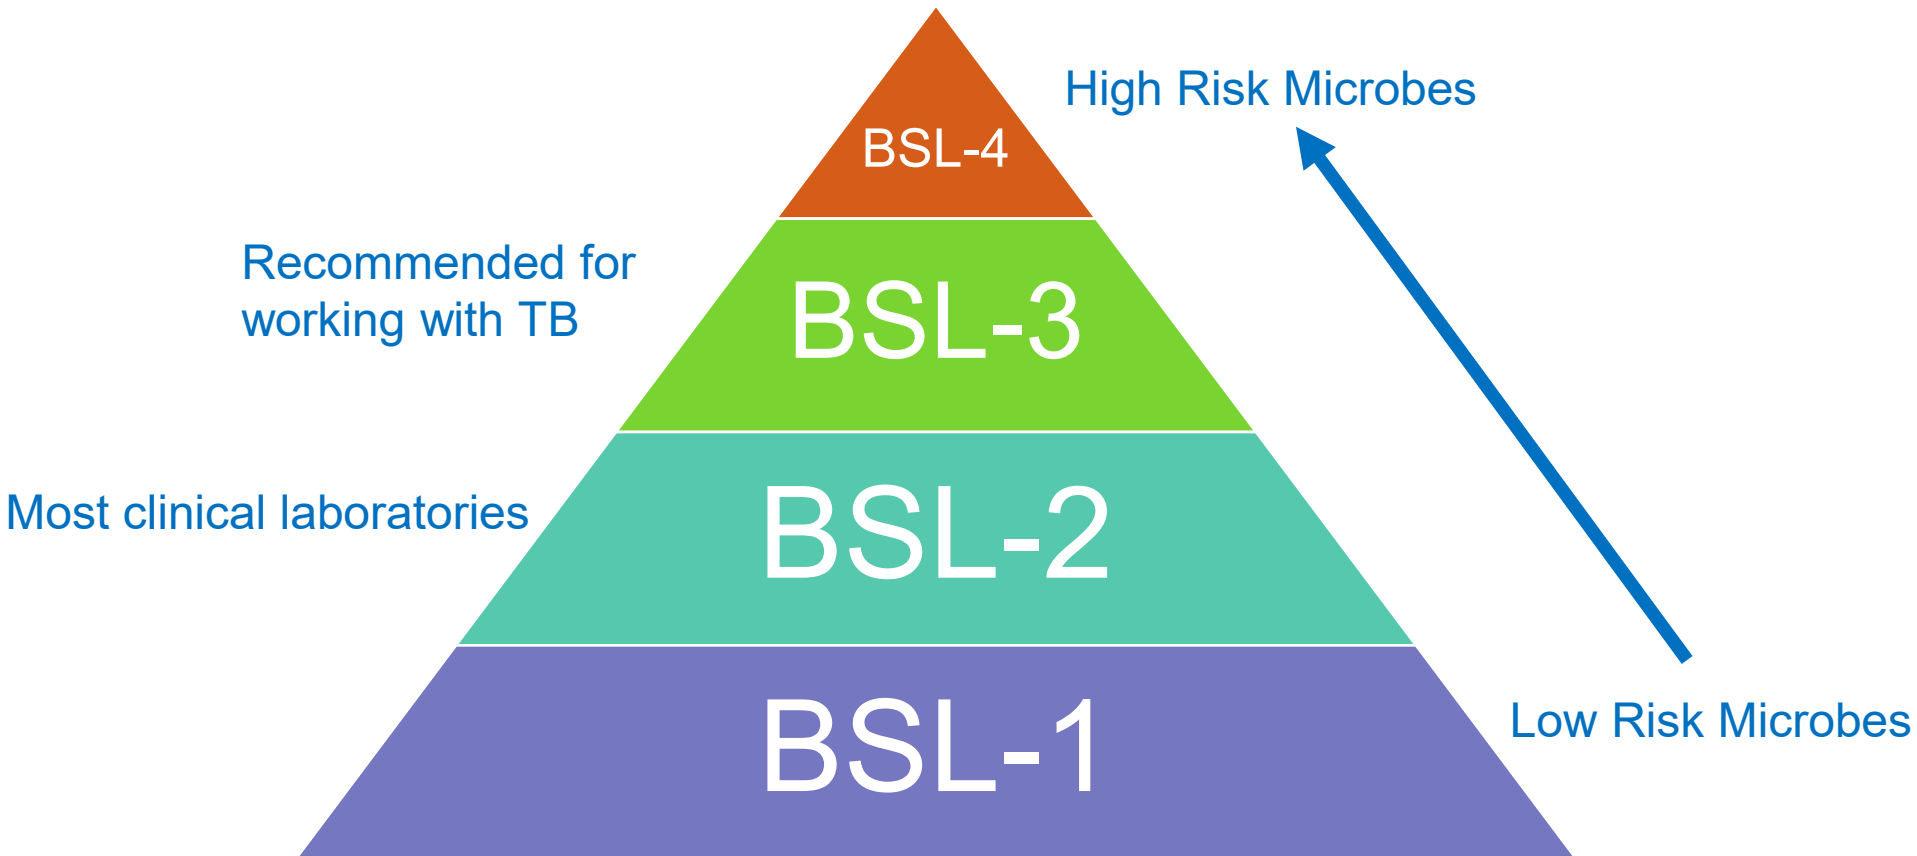 High Risk Microbes
BSL-4
Recommended for
working with TB
BSL-3
Most clinical laboratories
BSL-2
Low Risk Microbes
BSL-1